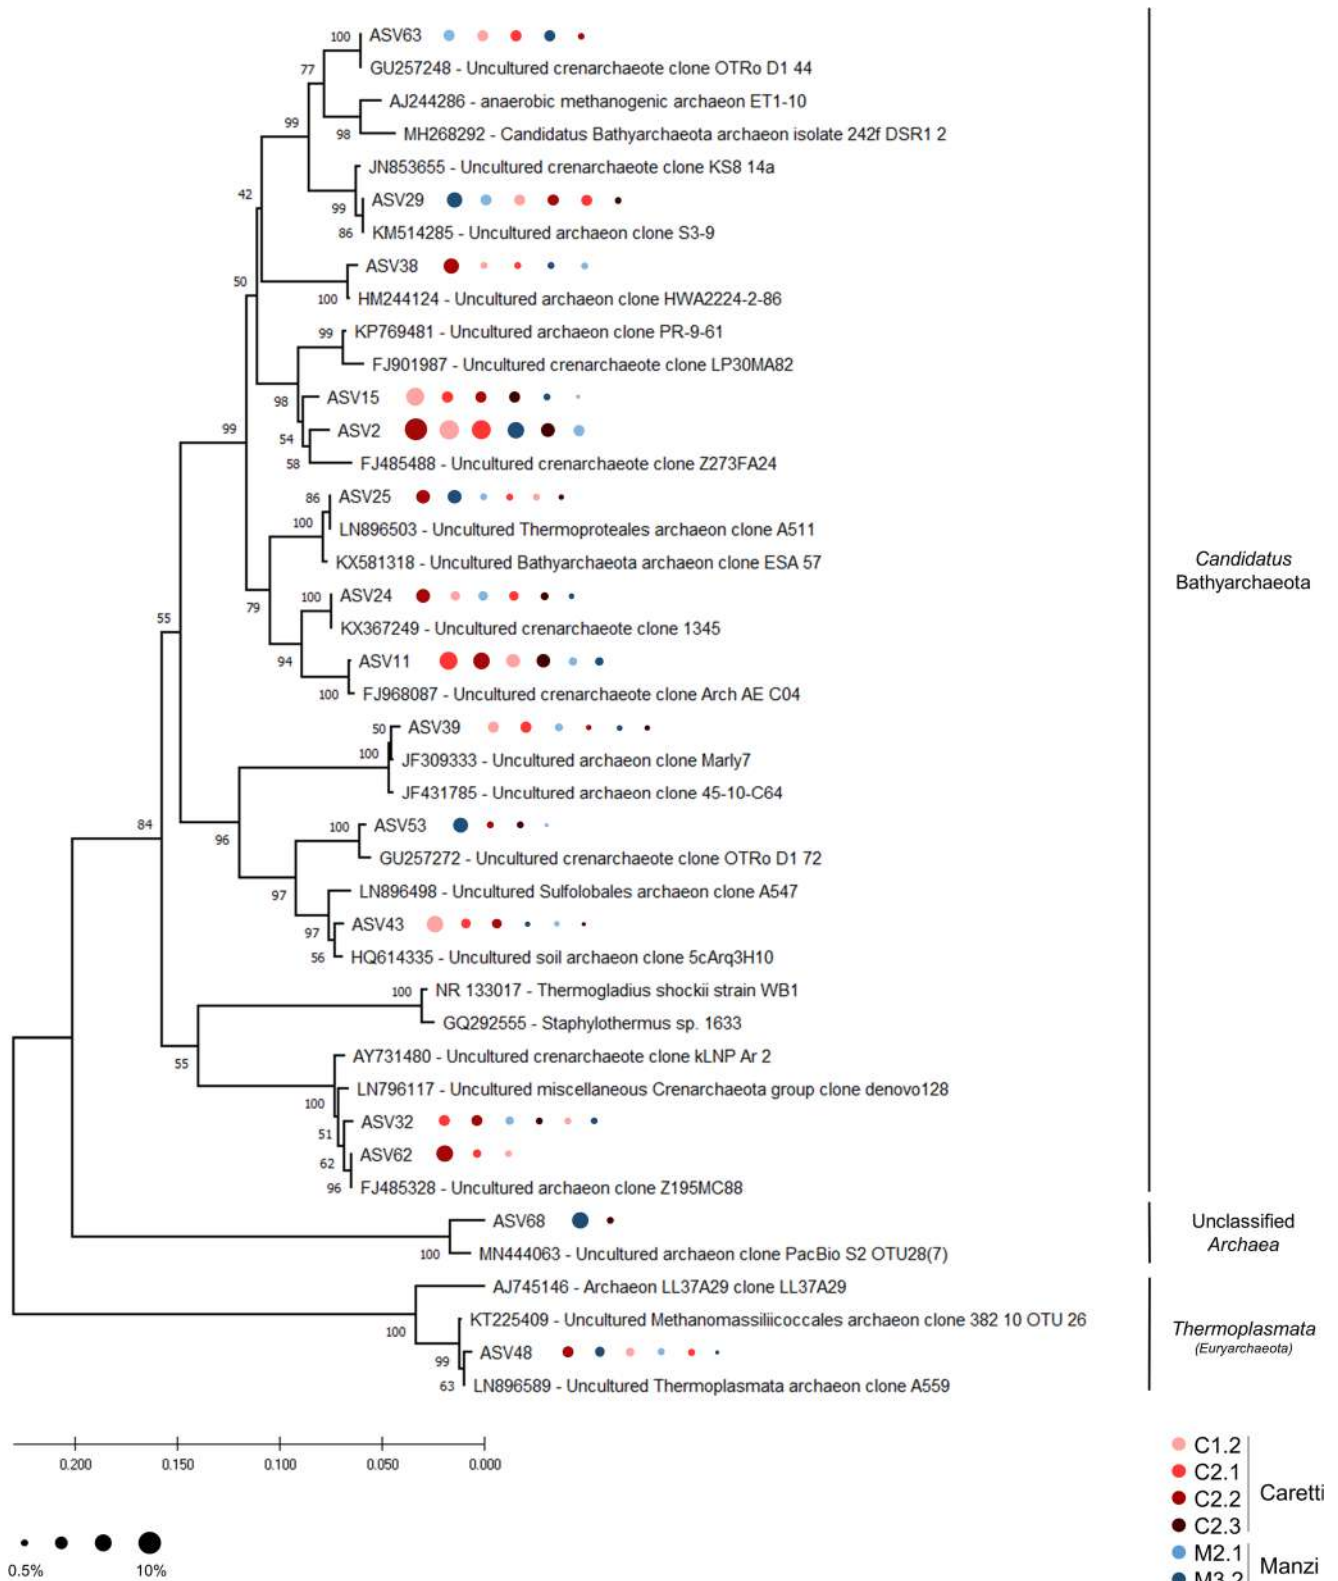 100
ASV63
GU257248 - Uncultured crenarchaeote clone OTRo D1 44
77
AJ244286 - anaerobic methanogenic archaeon ET1-10
99
98
MH268292 - Candidatus Bathyarchaeota archaeon isolate 242f DSR1 2
JN853655 - Uncultured crenarchaeote clone KS8 14a
42
99
ASV29
86
KM514285 - Uncultured archaeon clone S3-9
ASV38
50
100
HM244124 - Uncultured archaeon clone HWA2224-2-86
99
KP769481 - Uncultured archaeon clone PR-9-61
FJ901987 - Uncultured crenarchaeote clone LP30MA82
98
ASV15
99
54
ASV2
58
FJ485488 - Uncultured crenarchaeote clone Z273FA24
86
ASV25
100
LN896503 - Uncultured Thermoproteales archaeon clone A511
KX581318 - Uncultured Bathyarchaeota archaeon clone ESA 57
Candidatus
Bathyarchaeota
79
100
ASV24
55
KX367249 - Uncultured crenarchaeote clone 1345
94
ASV11
100
FJ968087 - Uncultured crenarchaeote clone Arch AE C04
50
ASV39
100
JF309333 - Uncultured archaeon clone Marly7
JF431785 - Uncultured archaeon clone 45-10-C64
84
96
100
ASV53
GU257272 - Uncultured crenarchaeote clone OTRo D1 72
97
LN896498 - Uncultured Sulfolobales archaeon clone A547
97
ASV43
56
HQ614335 - Uncultured soil archaeon clone 5cArq3H10
100
NR 133017 - Thermogladius shockii strain WB1
GQ292555 - Staphylothermus sp. 1633
55
AY731480 - Uncultured crenarchaeote clone kLNP Ar 2
100
LN796117 - Uncultured miscellaneous Crenarchaeota group clone denovo128
51
ASV32
62
ASV62
96
FJ485328 - Uncultured archaeon clone Z195MC88
ASV68
100
MN444063 - Uncultured archaeon clone PacBio S2 OTU28(7)
Unclassified
Archaea
AJ745146 - Archaeon LL37A29 clone LL37A29
100
KT225409 - Uncultured Methanomassiliicoccales archaeon clone 382 10 OTU 26
99
ASV48
63
LN896589 - Uncultured Thermoplasmata archaeon clone A559
Thermoplasmata
(Euryarchaeota)
0.200 0.150 0.100 0.050 0.000
0.5% 10%
C1.2
C2.1
C2.2
C2.3
Caretti
M2.1
M3.2
Manzi